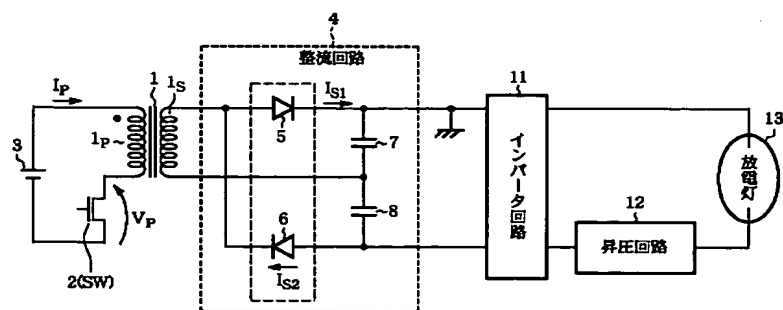 4
整流回路
I_P
1
1_S
I_S1
11
13
5
1_P
7
3
インバータ回路
放電灯
6
8
12
V_P
昇圧回路
I_S2
2(SW)